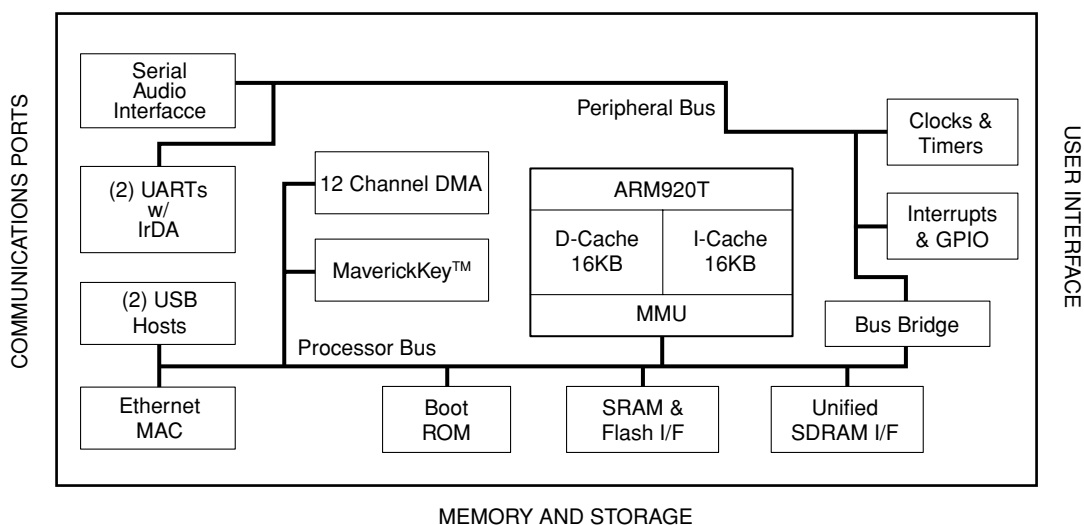 COMMUNICATIONS PORTS
Serial
Audio
Interfacce
(2) UARTs
w/
IrDA
(2) USB
Hosts
Ethernet
MAC
12 Channel DMA
MaverickKey™
Processor Bus
Peripheral Bus
ARM920T
D-Cache
16KB
I-Cache
16KB
MMU
Boot
ROM
SRAM &
Flash I/F
Unified
SDRAM I/F
Clocks &
Timers
Interrupts
& GPIO
Bus Bridge
USER INTERFACE
MEMORY AND STORAGE